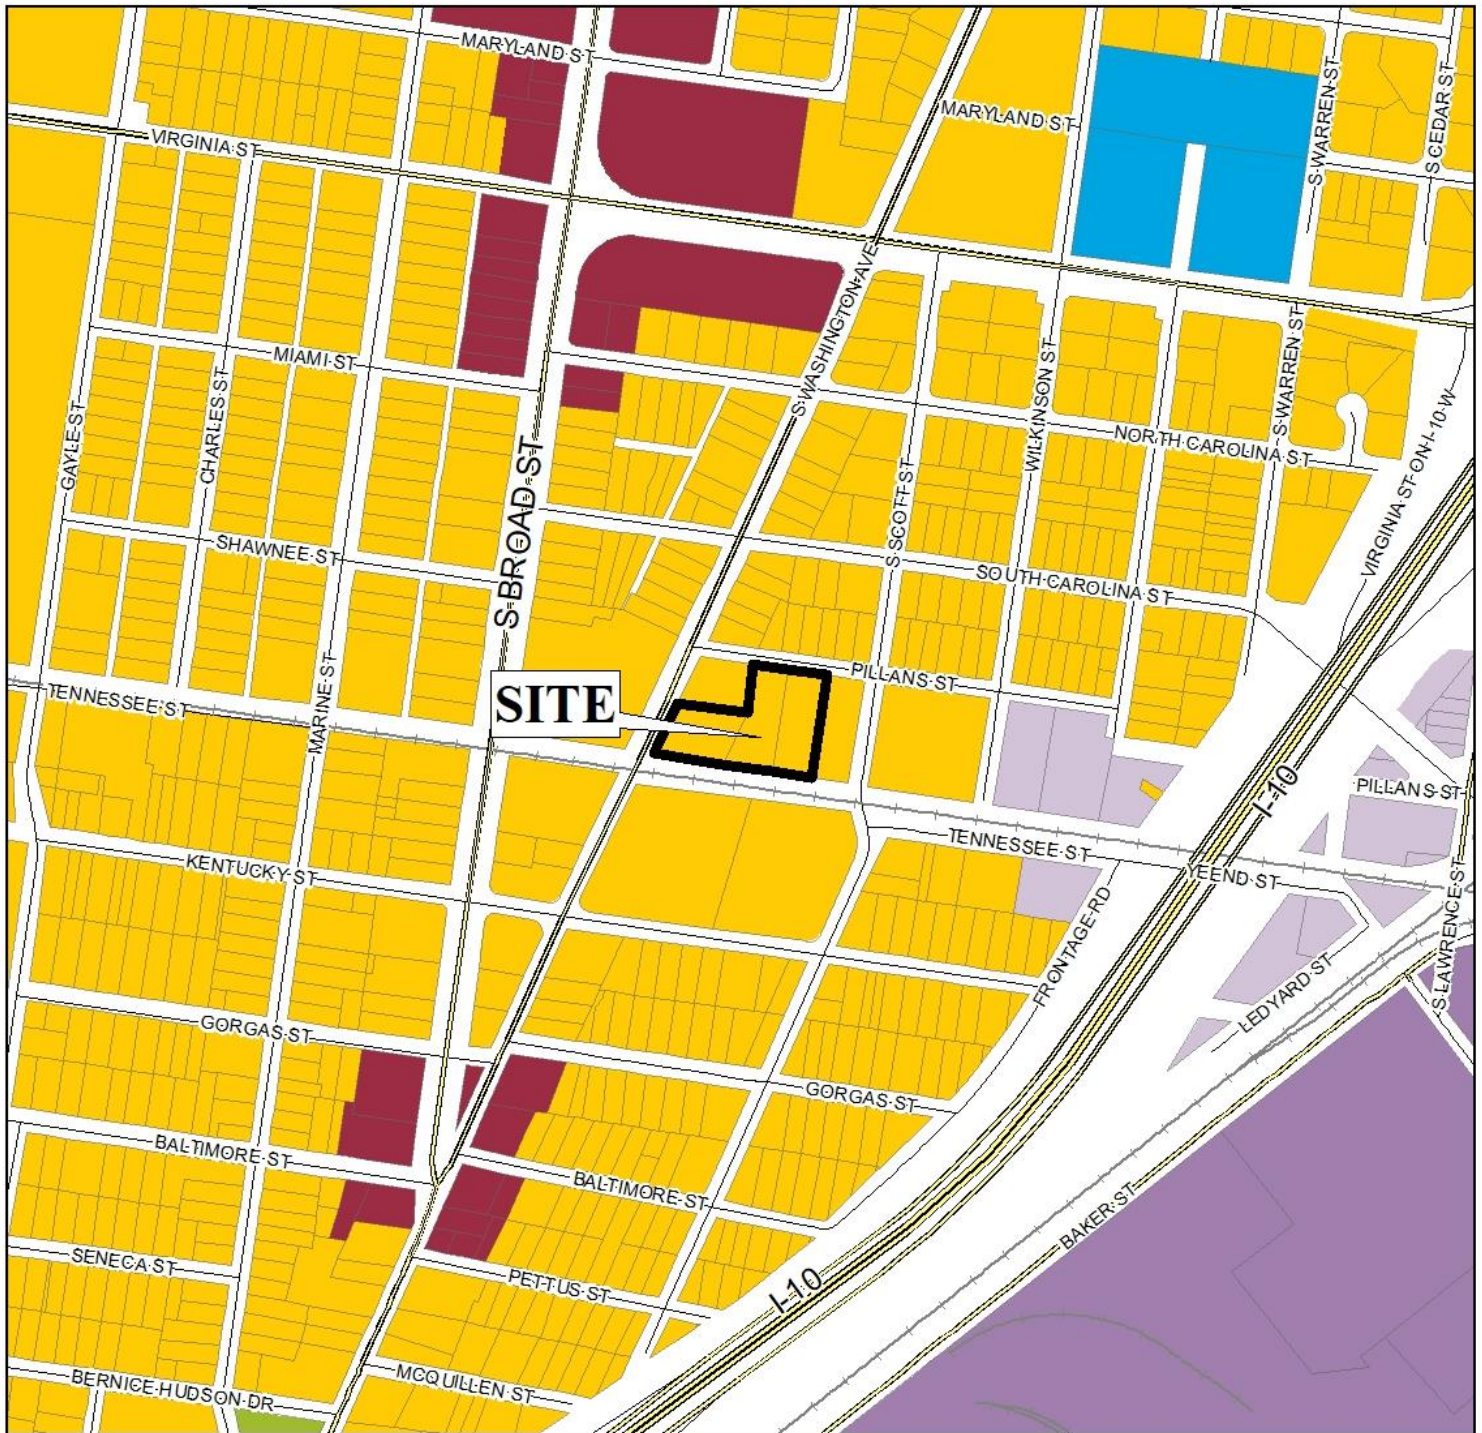 MARYLAND ST
MARYLAND ST
S WARREN ST
S CEDAR ST
VIRGINIA ST
S WASHINGTON AVE
MIAMI ST
CHARLES ST
GAYLE ST
S BROAD ST
WILKINSON ST
S WARREN ST
NORTH CAROLINA ST
VIRGINIA ST ON I-10 W
S SCOTT ST
SHAWNEE ST
SOUTH CAROLINA ST
PILLANS ST
SITE
TENNESSEE ST
MARINE ST
I-10
PILLANS ST
TENNESSEE ST
YEEND ST
KENTUCKY ST
FRONTAGE RD
S LAWRENCE ST
LEDYARD ST
GORGAS ST
GORGAS ST
BALTIMORE ST
BALTIMORE ST
BAKER ST
SENECA ST
PETTUS ST
I-10
BERNICE HUDSON DR
MCQUILLEN ST